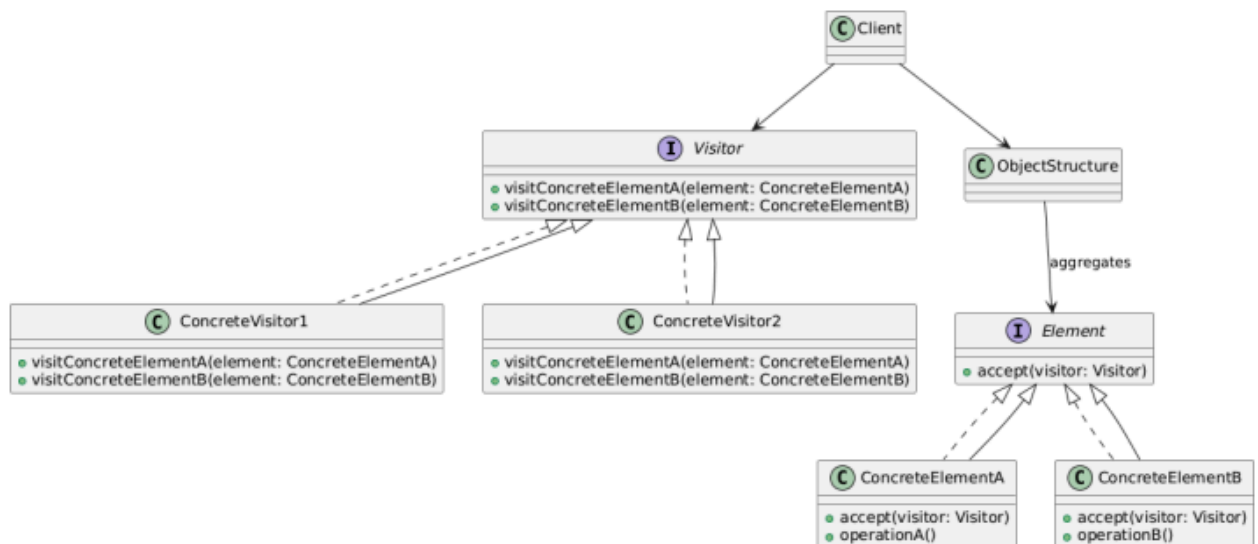 C Client
I Visitor
visitConcreteElementA(element: ConcreteElementA)
visitConcreteElementB(element: ConcreteElementB)
C ObjectStructure
aggregates
C ConcreteVisitor1
visitConcreteElementA(element: ConcreteElementA)
visitConcreteElementB(element: ConcreteElementB)
C ConcreteVisitor2
visitConcreteElementA(element: ConcreteElementA)
visitConcreteElementB(element: ConcreteElementB)
I Element
accept(visitor: Visitor)
C ConcreteElementA
accept(visitor: Visitor)
operationA()
C ConcreteElementB
accept(visitor: Visitor)
operationB()